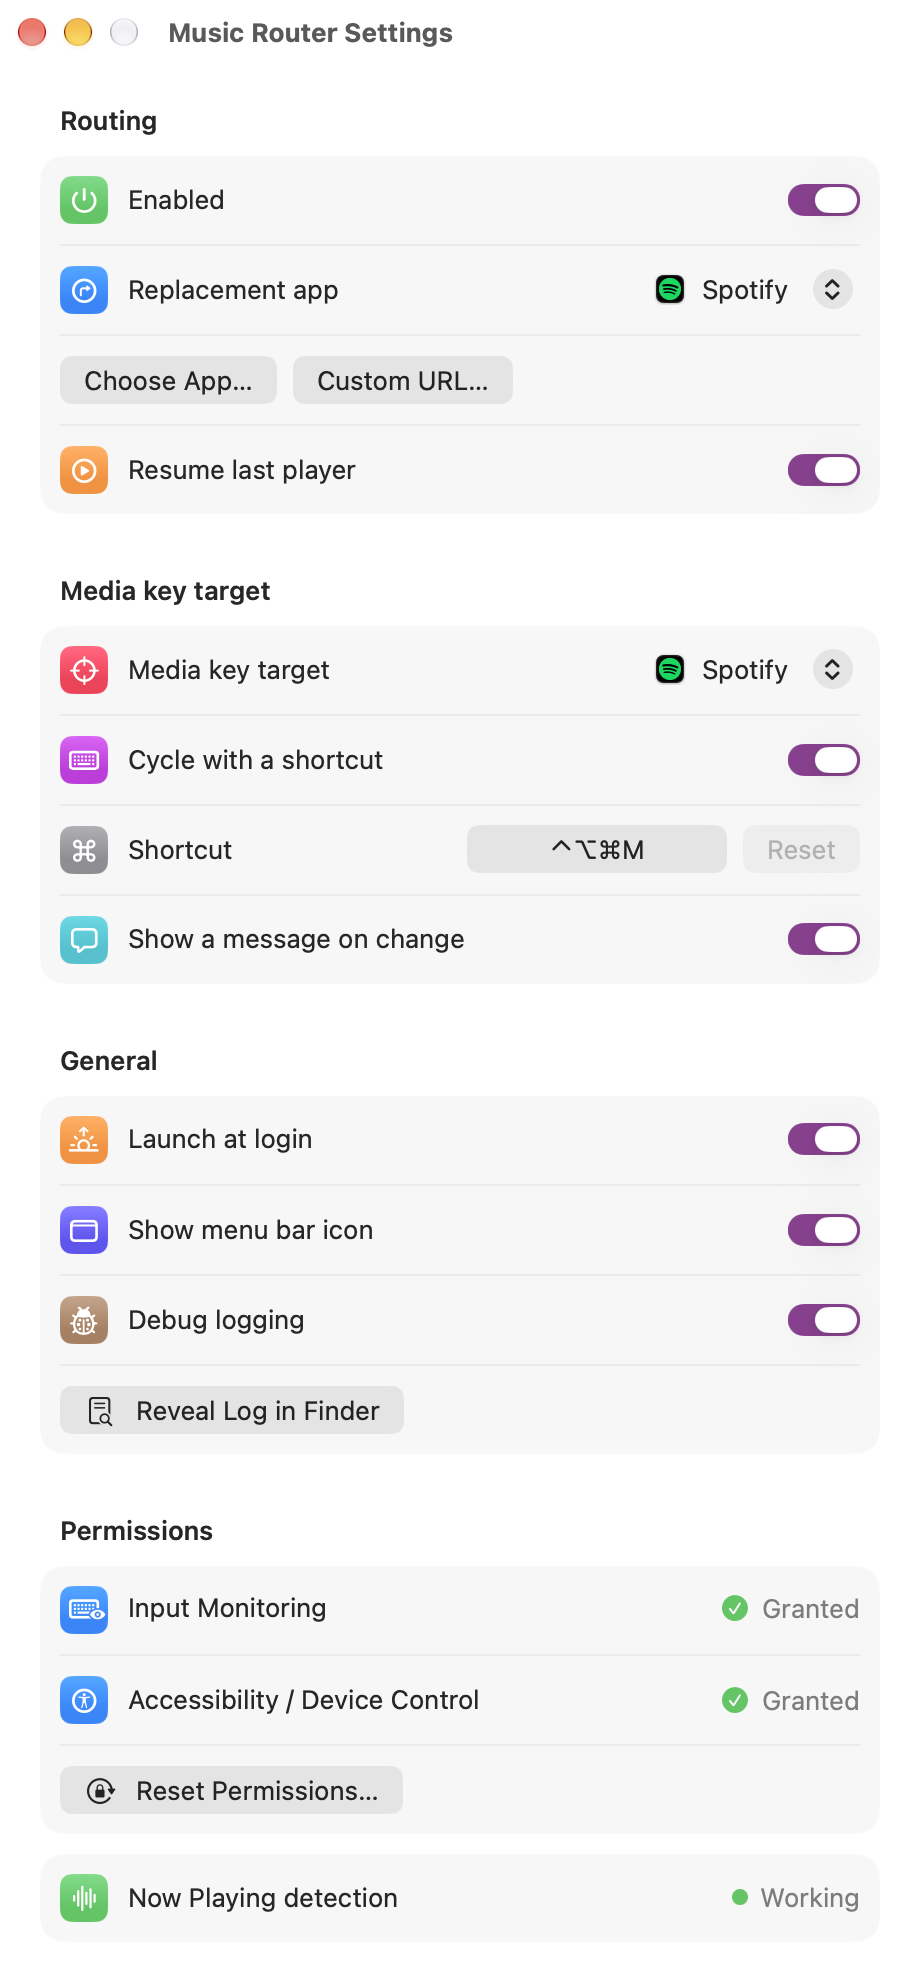 Music Router Settings
Routing
Enabled
Replacement app Spotify
Choose App... Custom URL...
Resume last player
Media key target
Media key target Spotify
Cycle with a shortcut
Shortcut ^⌥⌘M Reset
Show a message on change
General
Launch at login
Show menu bar icon
Debug logging
Reveal Log in Finder
Permissions
Input Monitoring Granted
Accessibility / Device Control Granted
Reset Permissions...
Now Playing detection Working